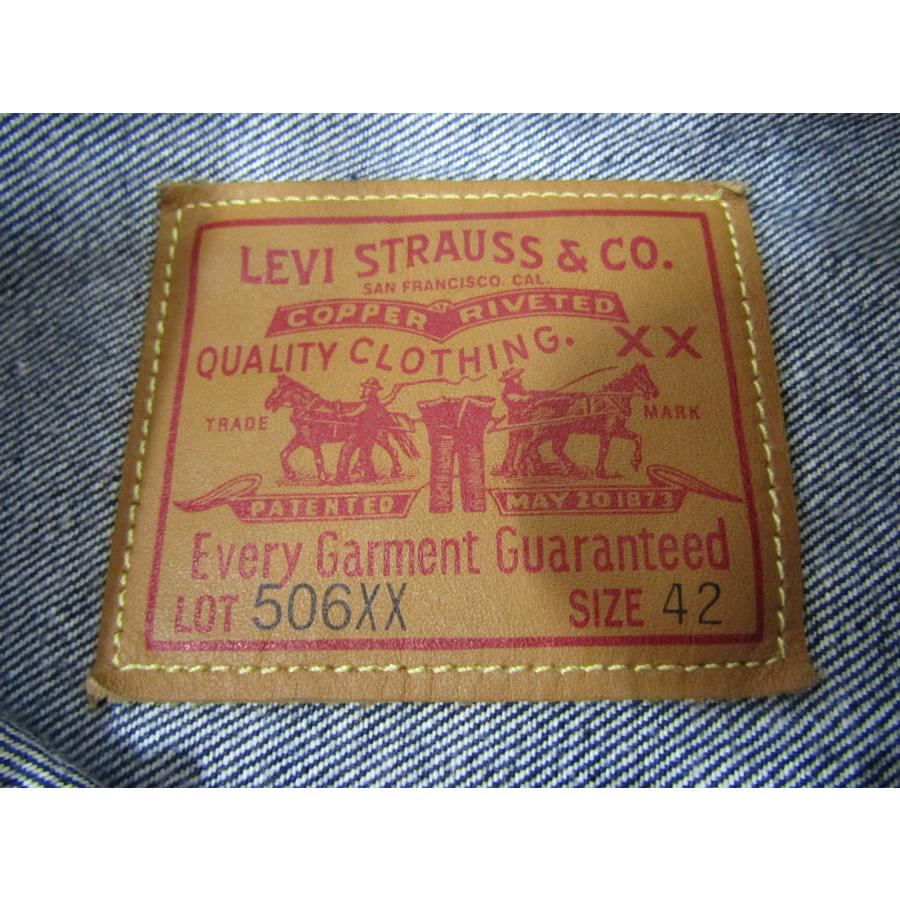 LEVI STRAUSS & CO.
SAN FRANCISCO. CAL.
COPPER RIVETED
QUALITY CLOTHING. XX
TRADE MARK
PATENTED MAY 20 1873
Every Garment Guaranteed
LOT 506XX SIZE 42